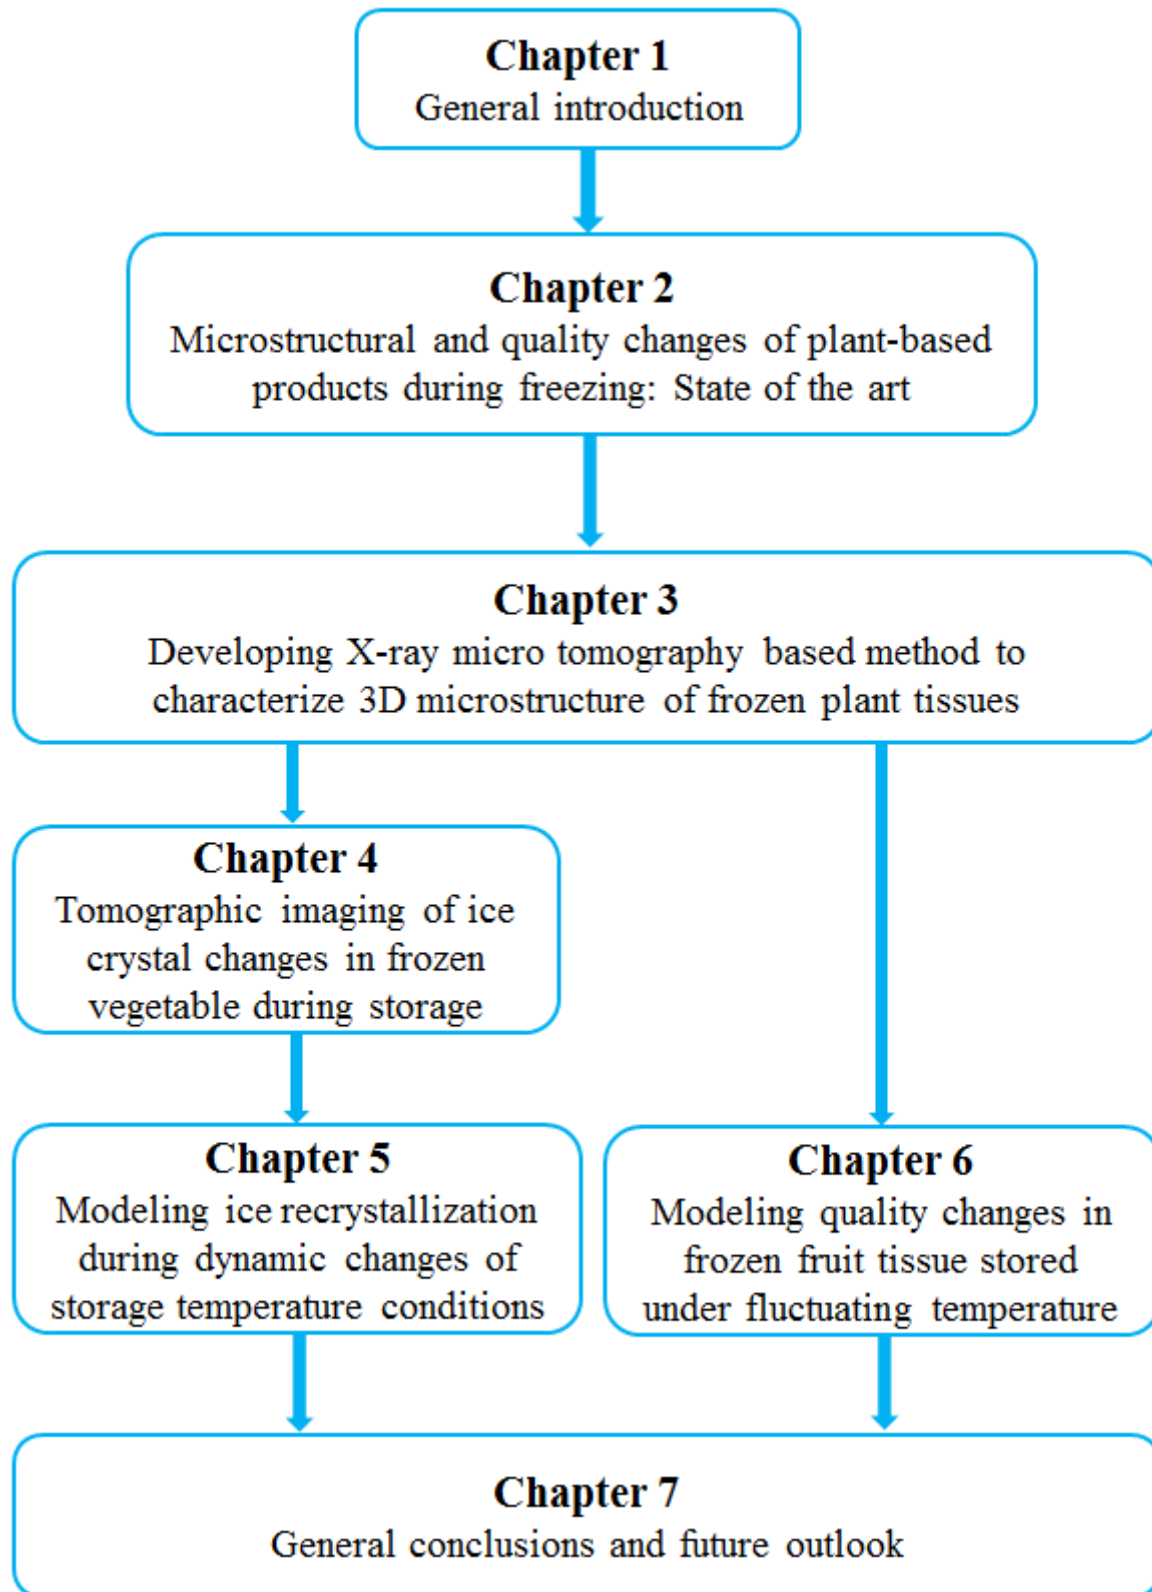 Chapter 1
General introduction
Chapter 2
Microstructural and quality changes of plant-based
products during freezing: State of the art
Chapter 3
Developing X-ray micro tomography based method to
characterize 3D microstructure of frozen plant tissues
Chapter 4
Tomographic imaging of ice
crystal changes in frozen
vegetable during storage
Chapter 5
Modeling ice recrystallization
during dynamic changes of
storage temperature conditions
Chapter 6
Modeling quality changes in
frozen fruit tissue stored
under fluctuating temperature
Chapter 7
General conclusions and future outlook